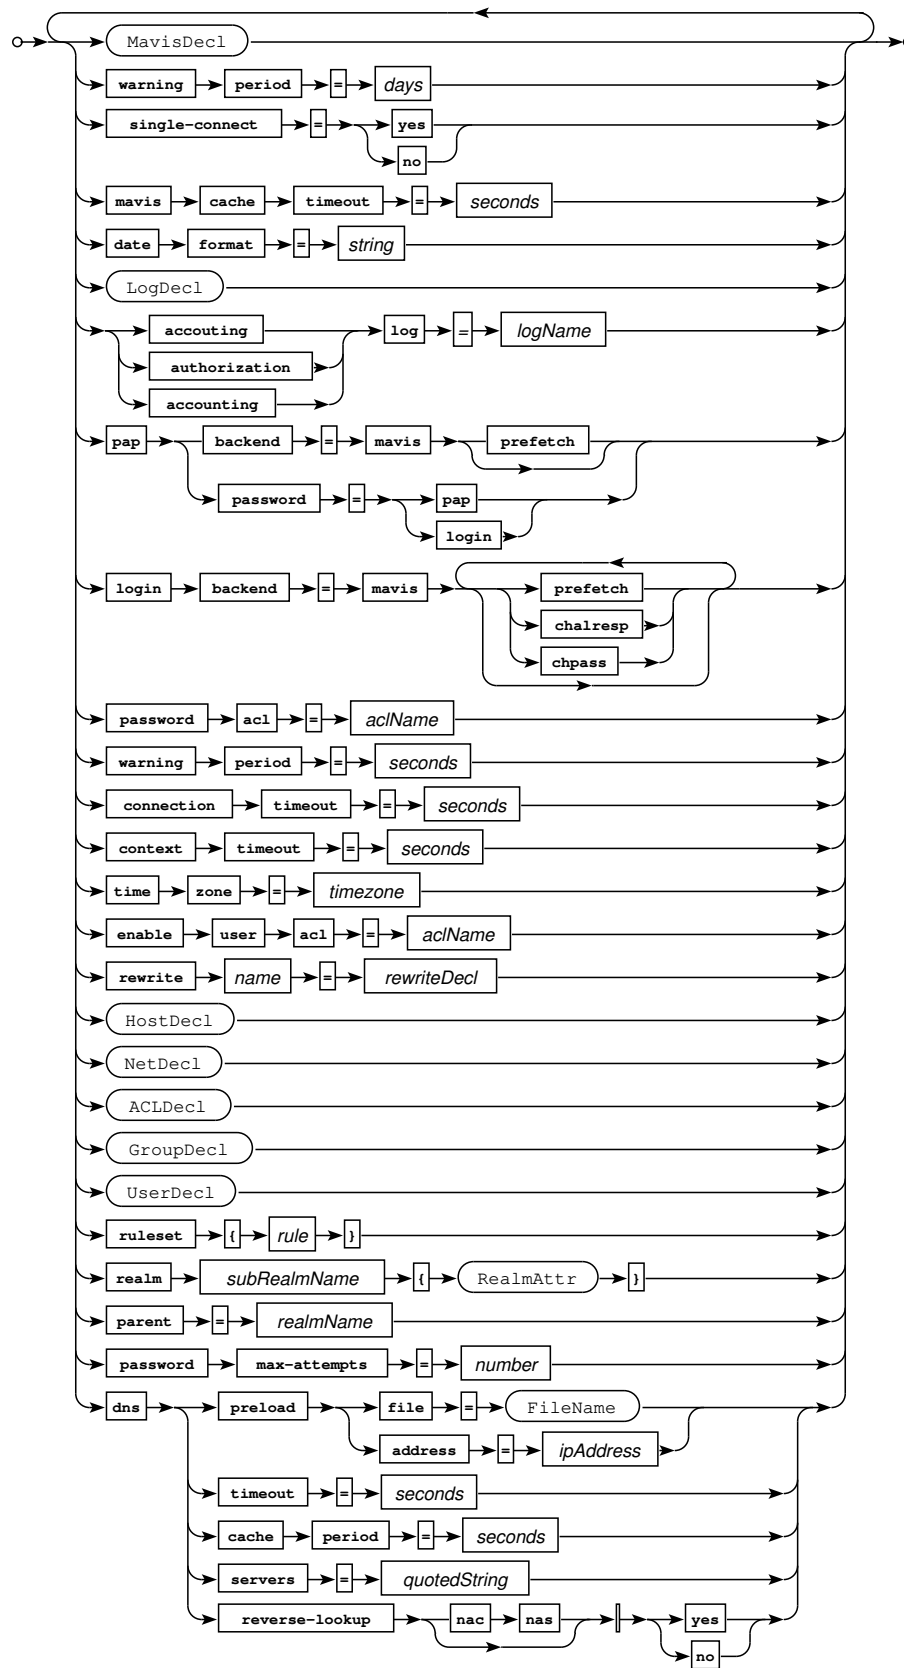 MavisDecl
warning period = days
single-connect = yes
no
mavis cache timeout = seconds
date format = string
LogDecl
accouting log = logName
authorization
accounting
pap backend = mavis prefetch
password = pap
login
login backend = mavis prefetch
chalresp
chpass
password acl = aclName
warning period = seconds
connection timeout = seconds
context timeout = seconds
time zone = timezone
enable user acl = aclName
rewrite name = rewriteDecl
HostDecl
NetDecl
ACLDecl
GroupDecl
UserDecl
ruleset { rule }
realm subRealmName { RealmAttr }
parent = realmName
password max-attempts = number
dns preload file = FileName
address = ipAddress
timeout = seconds
cache period = seconds
servers = quotedString
reverse-lookup nac nas yes
no